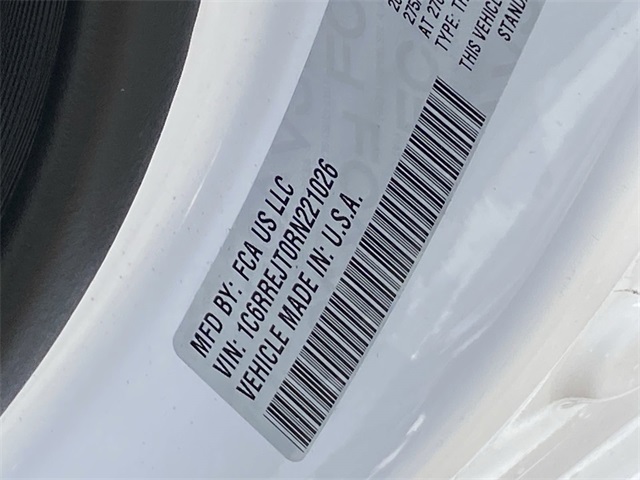 MFD BY: FCA US LLC
VIN: 1C6RREJT0RN221026
VEHICLE MADE IN: U.S.A.
THIS VEHICLE
STAND